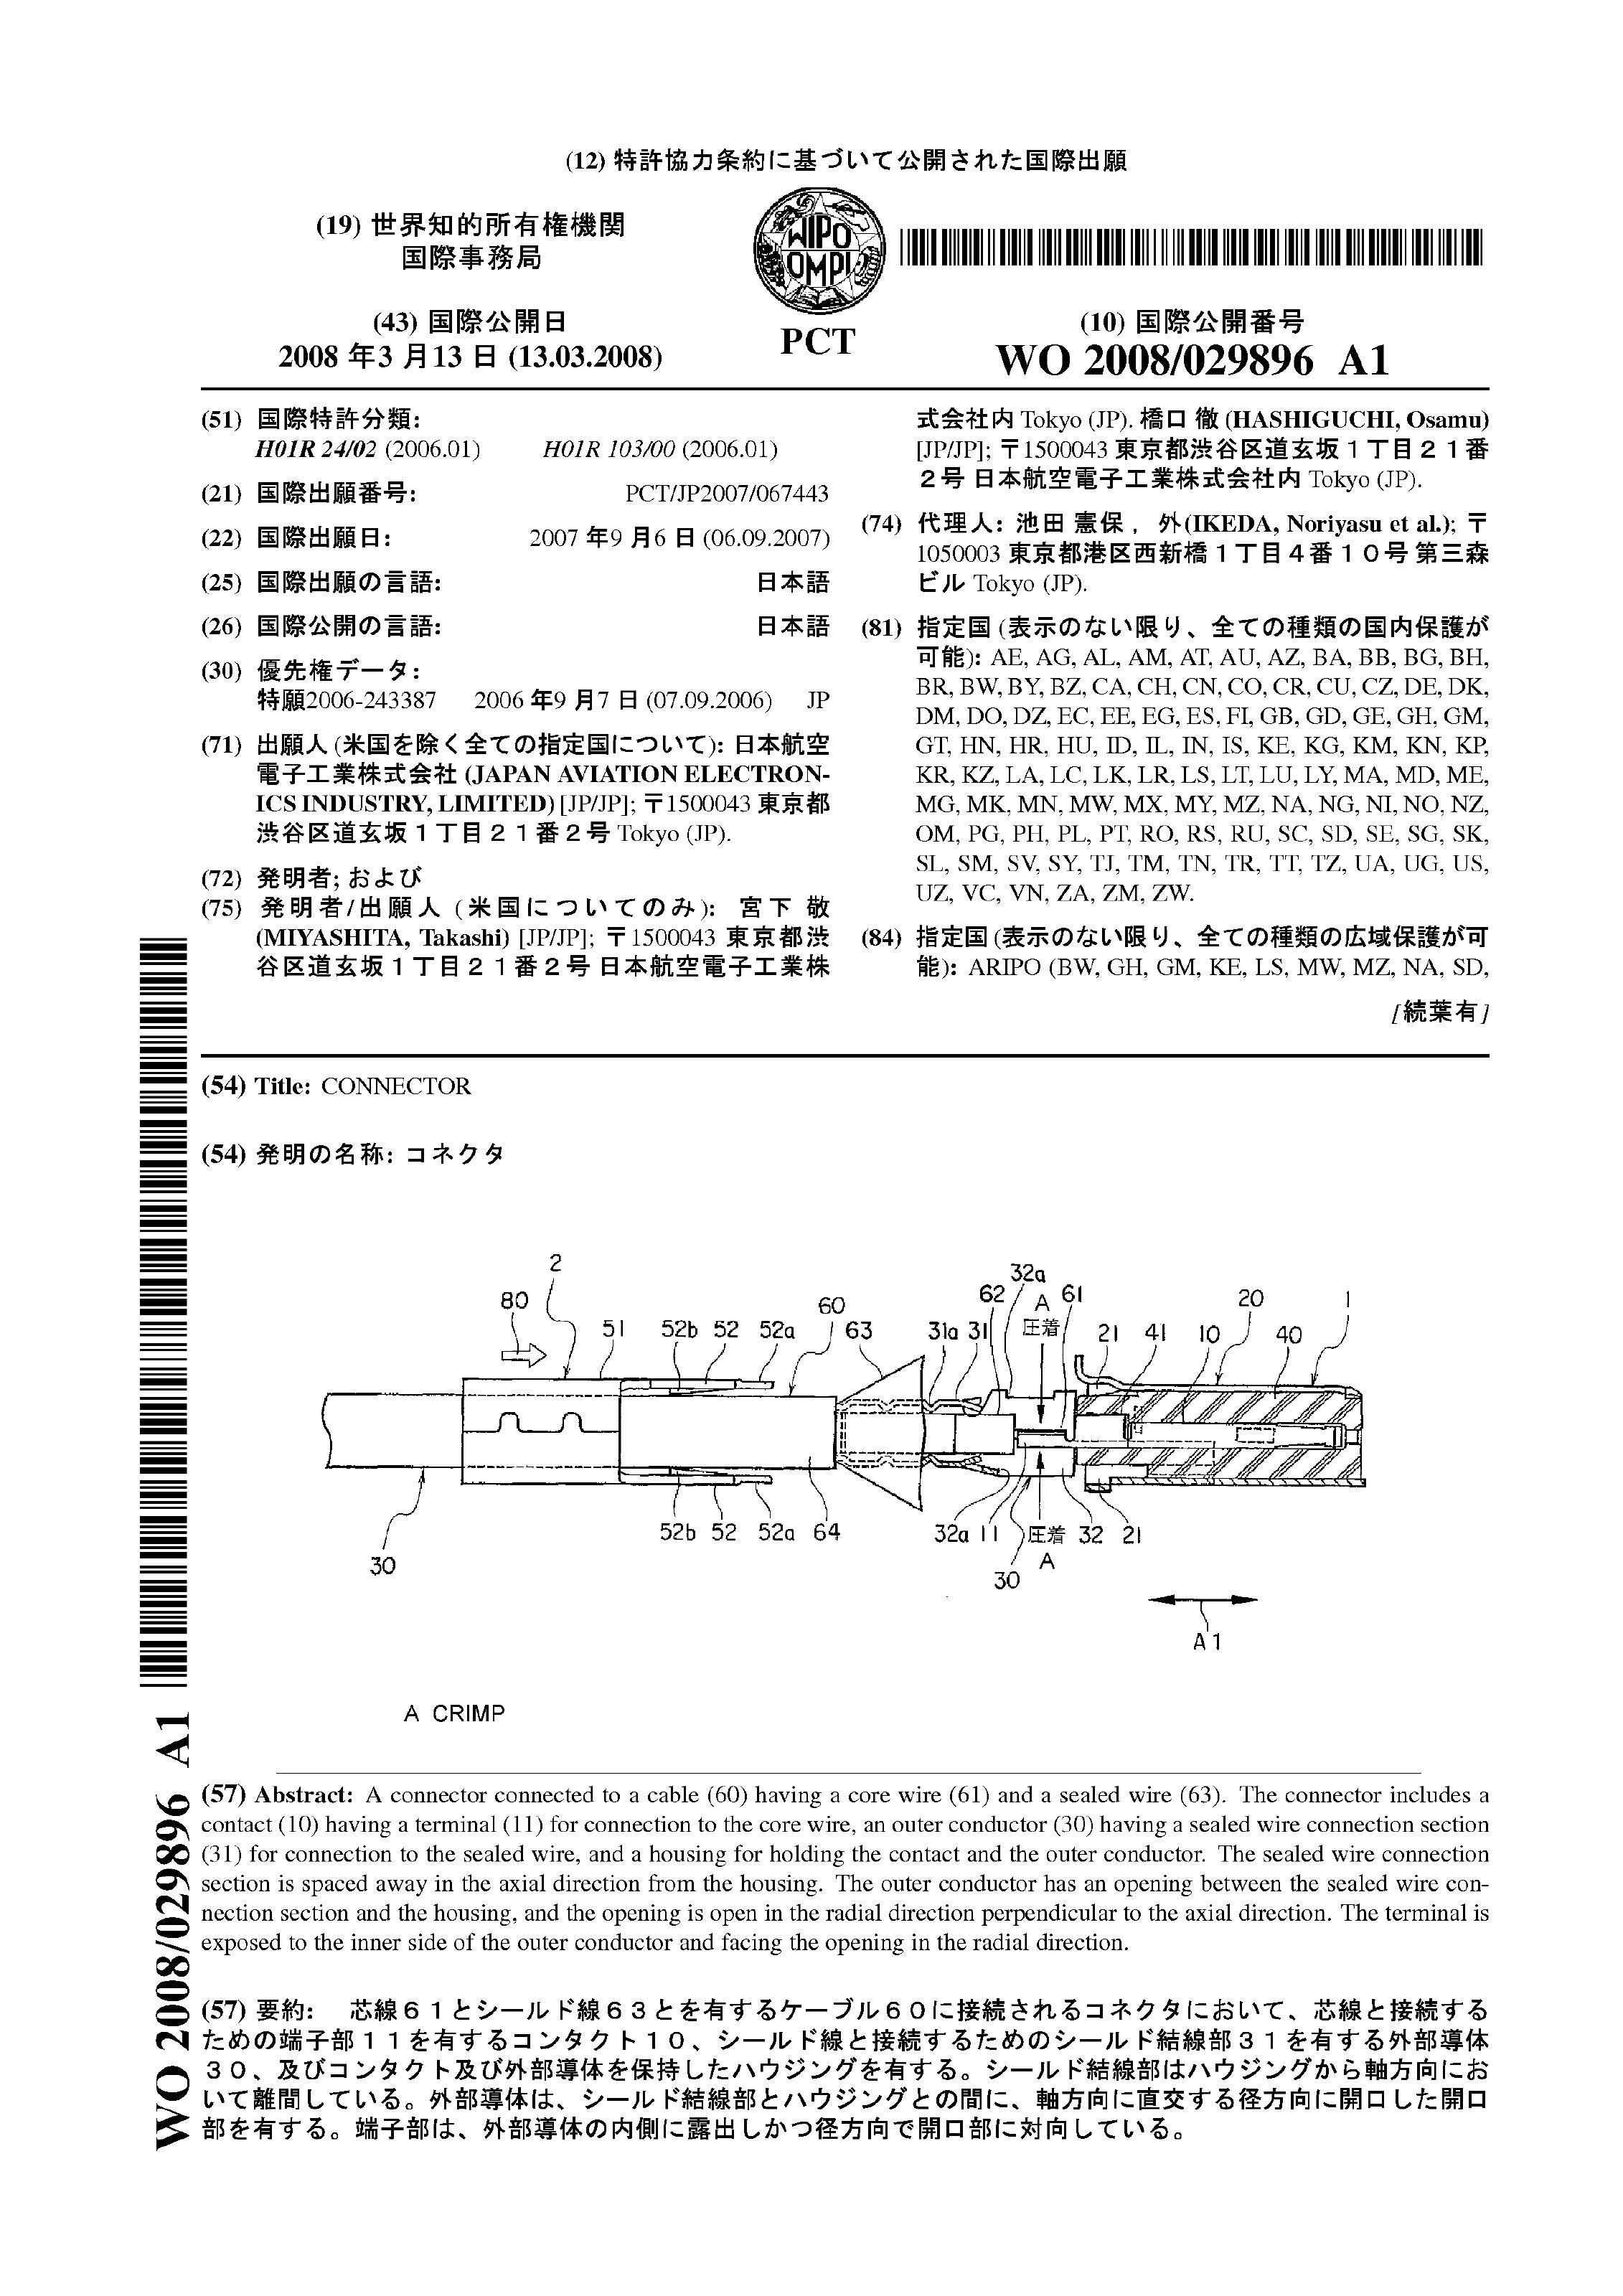 (12) 特許協力条約に基づいて公開された国際出願
(19) 世界知的所有権機関
国際事務局
WIPO
OMPI
PCT
(43) 国際公開日
2008 年3 月13 日 (13.03.2008)
(10) 国際公開番号
WO 2008/029896 A1
(51) 国際特許分類:
H01R 24/02 (2006.01) H01R 103/00 (2006.01)
(21) 国際出願番号: PCT/JP2007/067443
(22) 国際出願日: 2007 年9 月6 日 (06.09.2007)
(25) 国際出願の言語: 日本語
(26) 国際公開の言語: 日本語
(30) 優先権データ:
特願2006-243387 2006 年9 月7 日 (07.09.2006) JP
(71) 出願人 (米国を除く全ての指定国について): 日本航空
電子工業株式会社 (JAPAN AVIATION ELECTRON-
ICS INDUSTRY, LIMITED) [JP/JP]; 〒1500043 東京都
渋谷区道玄坂1丁目21番2号 Tokyo (JP).
(72) 発明者; および
(75) 発明者/出願人 (米国についてのみ): 宮下 敬
(MIYASHITA, Takashi) [JP/JP]; 〒1500043 東京都渋
谷区道玄坂1丁目21番2号 日本航空電子工業株
式会社内 Tokyo (JP). 橋口 徹 (HASHIGUCHI, Osamu)
[JP/JP]; 〒1500043 東京都渋谷区道玄坂1丁目21番
2号 日本航空電子工業株式会社内 Tokyo (JP).
(74) 代理人: 池田 憲保, 外(IKEDA, Noriyasu et al.); 〒
1050003 東京都港区西新橋1丁目4番10号 第三森
ビル Tokyo (JP).
(81) 指定国 (表示のない限り、全ての種類の国内保護が
可能): AE, AG, AL, AM, AT, AU, AZ, BA, BB, BG, BH,
BR, BW, BY, BZ, CA, CH, CN, CO, CR, CU, CZ, DE, DK,
DM, DO, DZ, EC, EE, EG, ES, FI, GB, GD, GE, GH, GM,
GT, HN, HR, HU, ID, IL, IN, IS, KE, KG, KM, KN, KP,
KR, KZ, LA, LC, LK, LR, LS, LT, LU, LY, MA, MD, ME,
MG, MK, MN, MW, MX, MY, MZ, NA, NG, NI, NO, NZ,
OM, PG, PH, PL, PT, RO, RS, RU, SC, SD, SE, SG, SK,
SL, SM, SV, SY, TJ, TM, TN, TR, TT, TZ, UA, UG, US,
UZ, VC, VN, ZA, ZM, ZW.
(84) 指定国 (表示のない限り、全ての種類の広域保護が可
能): ARIPO (BW, GH, GM, KE, LS, MW, MZ, NA, SD,
[続葉有]
(54) Title: CONNECTOR
(54) 発明の名称: コネクタ
2 32a
80 60 62 A 61 20 1
51 52b 52 52a 63 31a 31 圧着 21 41 10 40
52b 52 52a 64 32a 11 圧着 32 21
30 30 A
A1
A CRIMP
(57) Abstract: A connector connected to a cable (60) having a core wire (61) and a sealed wire (63). The connector includes a
contact (10) having a terminal (11) for connection to the core wire, an outer conductor (30) having a sealed wire connection section
(31) for connection to the sealed wire, and a housing for holding the contact and the outer conductor. The sealed wire connection
section is spaced away in the axial direction from the housing. The outer conductor has an opening between the sealed wire con-
nection section and the housing, and the opening is open in the radial direction perpendicular to the axial direction. The terminal is
exposed to the inner side of the outer conductor and facing the opening in the radial direction.
(57) 要約: 芯線61とシールド線63とを有するケーブル60に接続されるコネクタにおいて、芯線と接続する
ための端子部11を有するコンタクト10、シールド線と接続するためのシールド結線部31を有する外部導体
30、及びコンタクト及び外部導体を保持したハウジングを有する。シールド結線部はハウジングから軸方向にお
いて離間している。外部導体は、シールド結線部とハウジングとの間に、軸方向に直交する径方向に開口した開口
部を有する。端子部は、外部導体の内側に露出しかつ径方向で開口部に対向している。
WO 2008/029896 A1